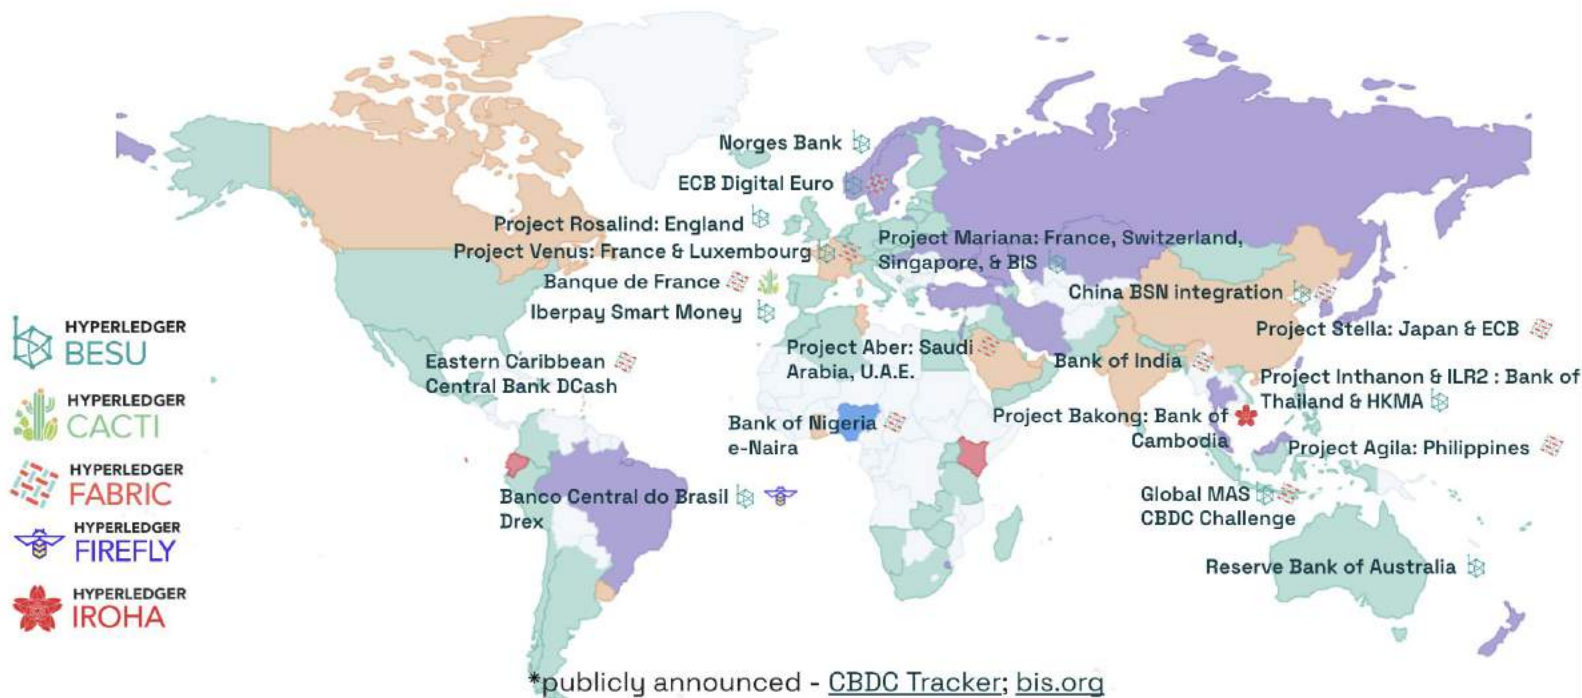 HYPERLEDGER
BESU
HYPERLEDGER
CACTI
HYPERLEDGER
FABRIC
HYPERLEDGER
FIREFLY
HYPERLEDGER
IROHA
Norges Bank
ECB Digital Euro
Project Rosalind: England
Project Venus: France & Luxembourg
Project Mariana: France, Switzerland,
Singapore, & BIS
Banque de France
Iberpay Smart Money
China BSN integration
Project Stella: Japan & ECB
Eastern Caribbean
Central Bank DCash
Project Aber: Saudi
Arabia, U.A.E.
Bank of India
Project Inthanon & ILR2 : Bank of
Thailand & HKMA
Bank of Nigeria
e-Naira
Project Bakong: Bank of
Cambodia
Project Agila: Philippines
Banco Central do Brasil
Drex
Global MAS
CBDC Challenge
Reserve Bank of Australia
*publicly announced - CBDC Tracker; bis.org